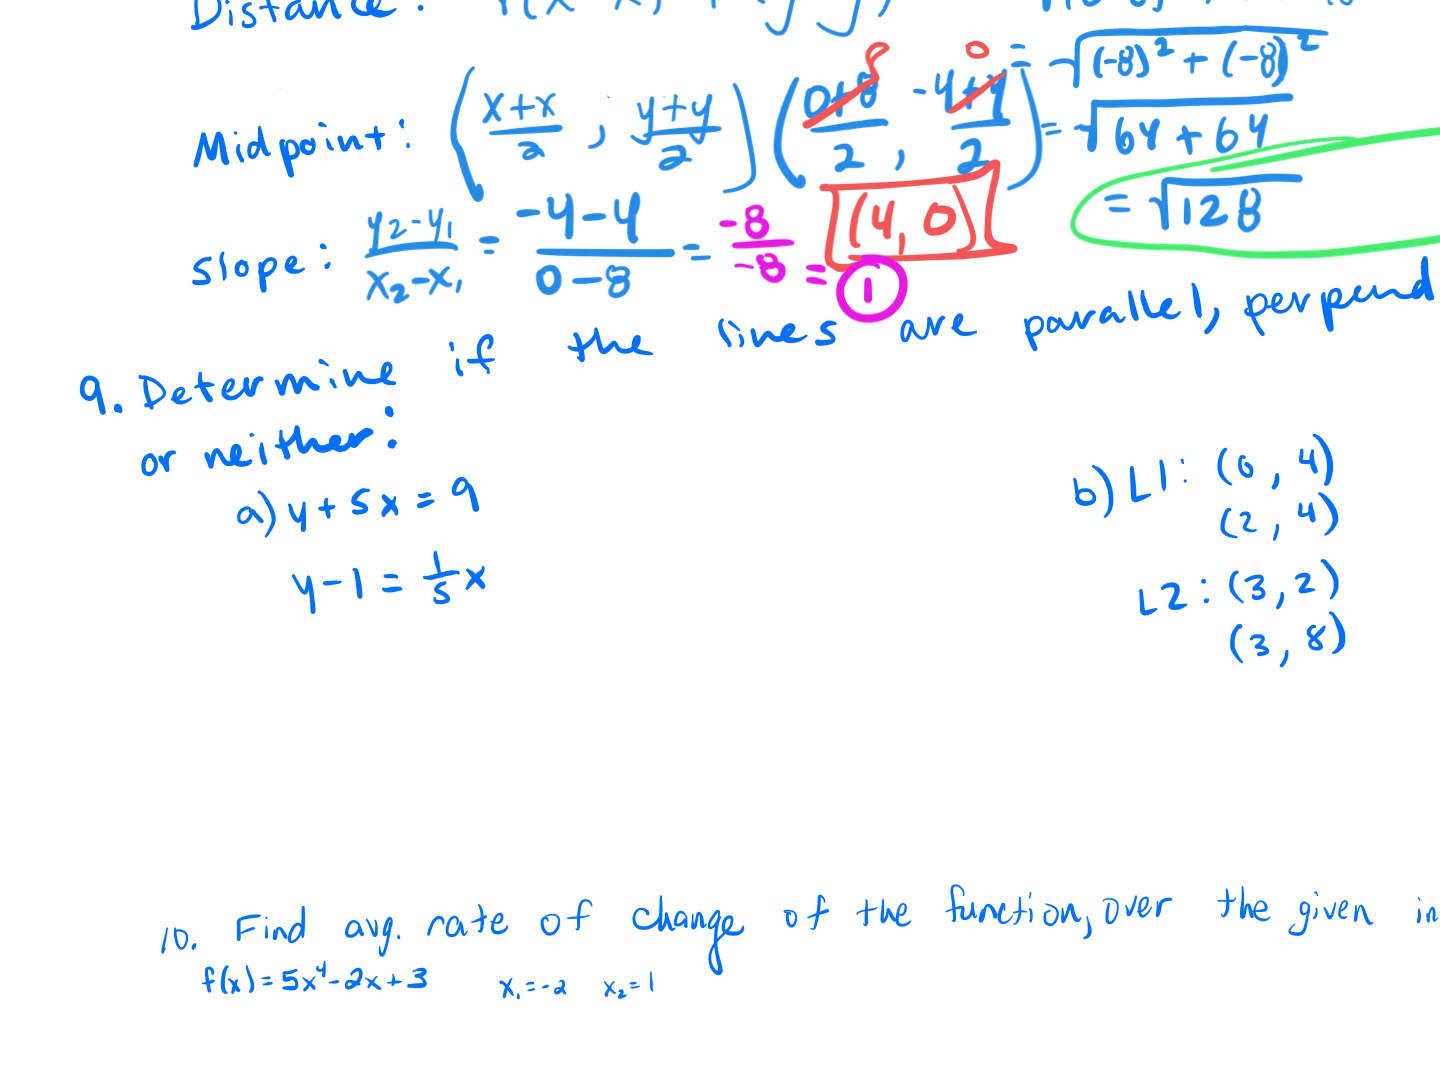 Distance:
Midpoint: (x+x/2, y+y/2) (0+8/2, -4+4/2) 8 0
= √(-8)² + (-8)²
= √64 + 64
= √128
(4, 0)
slope: y₂-y₁/x₂-x₁ = -4-4/0-8 = -8/-8 = 1
9. Determine if the lines are parallel, perpend
or neither:
a) y + 5x = 9
y - 1 = 1/5 x
b) L1: (0, 4)
(2, 4)
L2: (3, 2)
(3, 8)
10. Find avg. rate of change of the function, over the given in
f(x) = 5x⁴ - 2x + 3 x₁ = -2 x₂ = 1